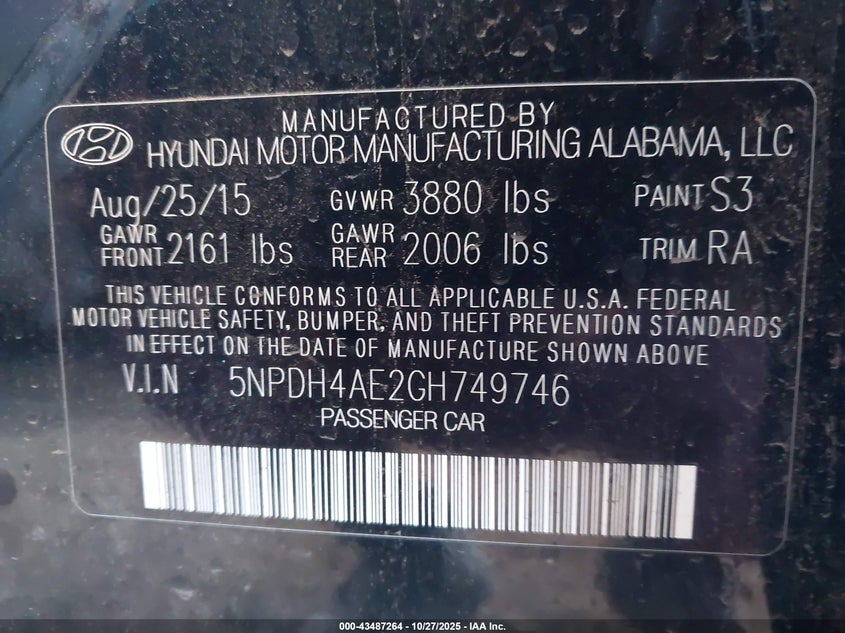 MANUFACTURED BY
HYUNDAI MOTOR MANUFACTURING ALABAMA, LLC
Aug/25/15 GVWR 3880 lbs PAINT S3
GAWR FRONT 2161 lbs GAWR REAR 2006 lbs TRIM RA
THIS VEHICLE CONFORMS TO ALL APPLICABLE U.S.A. FEDERAL
MOTOR VEHICLE SAFETY, BUMPER, AND THEFT PREVENTION STANDARDS
IN EFFECT ON THE DATE OF MANUFACTURE SHOWN ABOVE
V.I.N 5NPDH4AE2GH749746
PASSENGER CAR
000-43487264 - 10/27/2025 - IAA Inc.